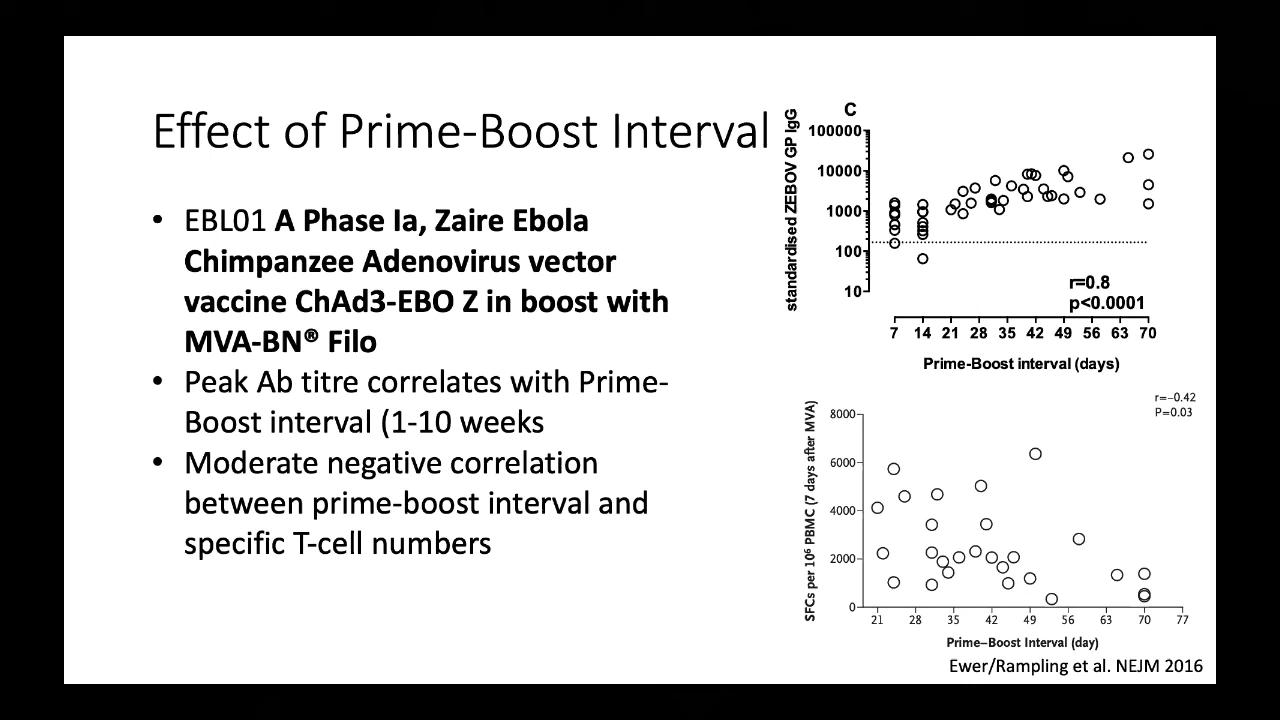 Effect of Prime-Boost Interval
• EBL01 A Phase Ia, Zaire Ebola
Chimpanzee Adenovirus vector
vaccine ChAd3-EBO Z in boost with
MVA-BN® Filo
• Peak Ab titre correlates with Prime-
Boost interval (1-10 weeks
• Moderate negative correlation
between prime-boost interval and
specific T-cell numbers
C
standardised ZEBOV GP IgG
100000
10000
1000
100
10
r=0.8
p<0.0001
7 14 21 28 35 42 49 56 63 70
Prime-Boost interval (days)
r=−0.42
P=0.03
SFCs per 10⁶ PBMC (7 days after MVA)
8000
6000
4000
2000
0
21 28 35 42 49 56 63 70 77
Prime–Boost Interval (day)
Ewer/Rampling et al. NEJM 2016